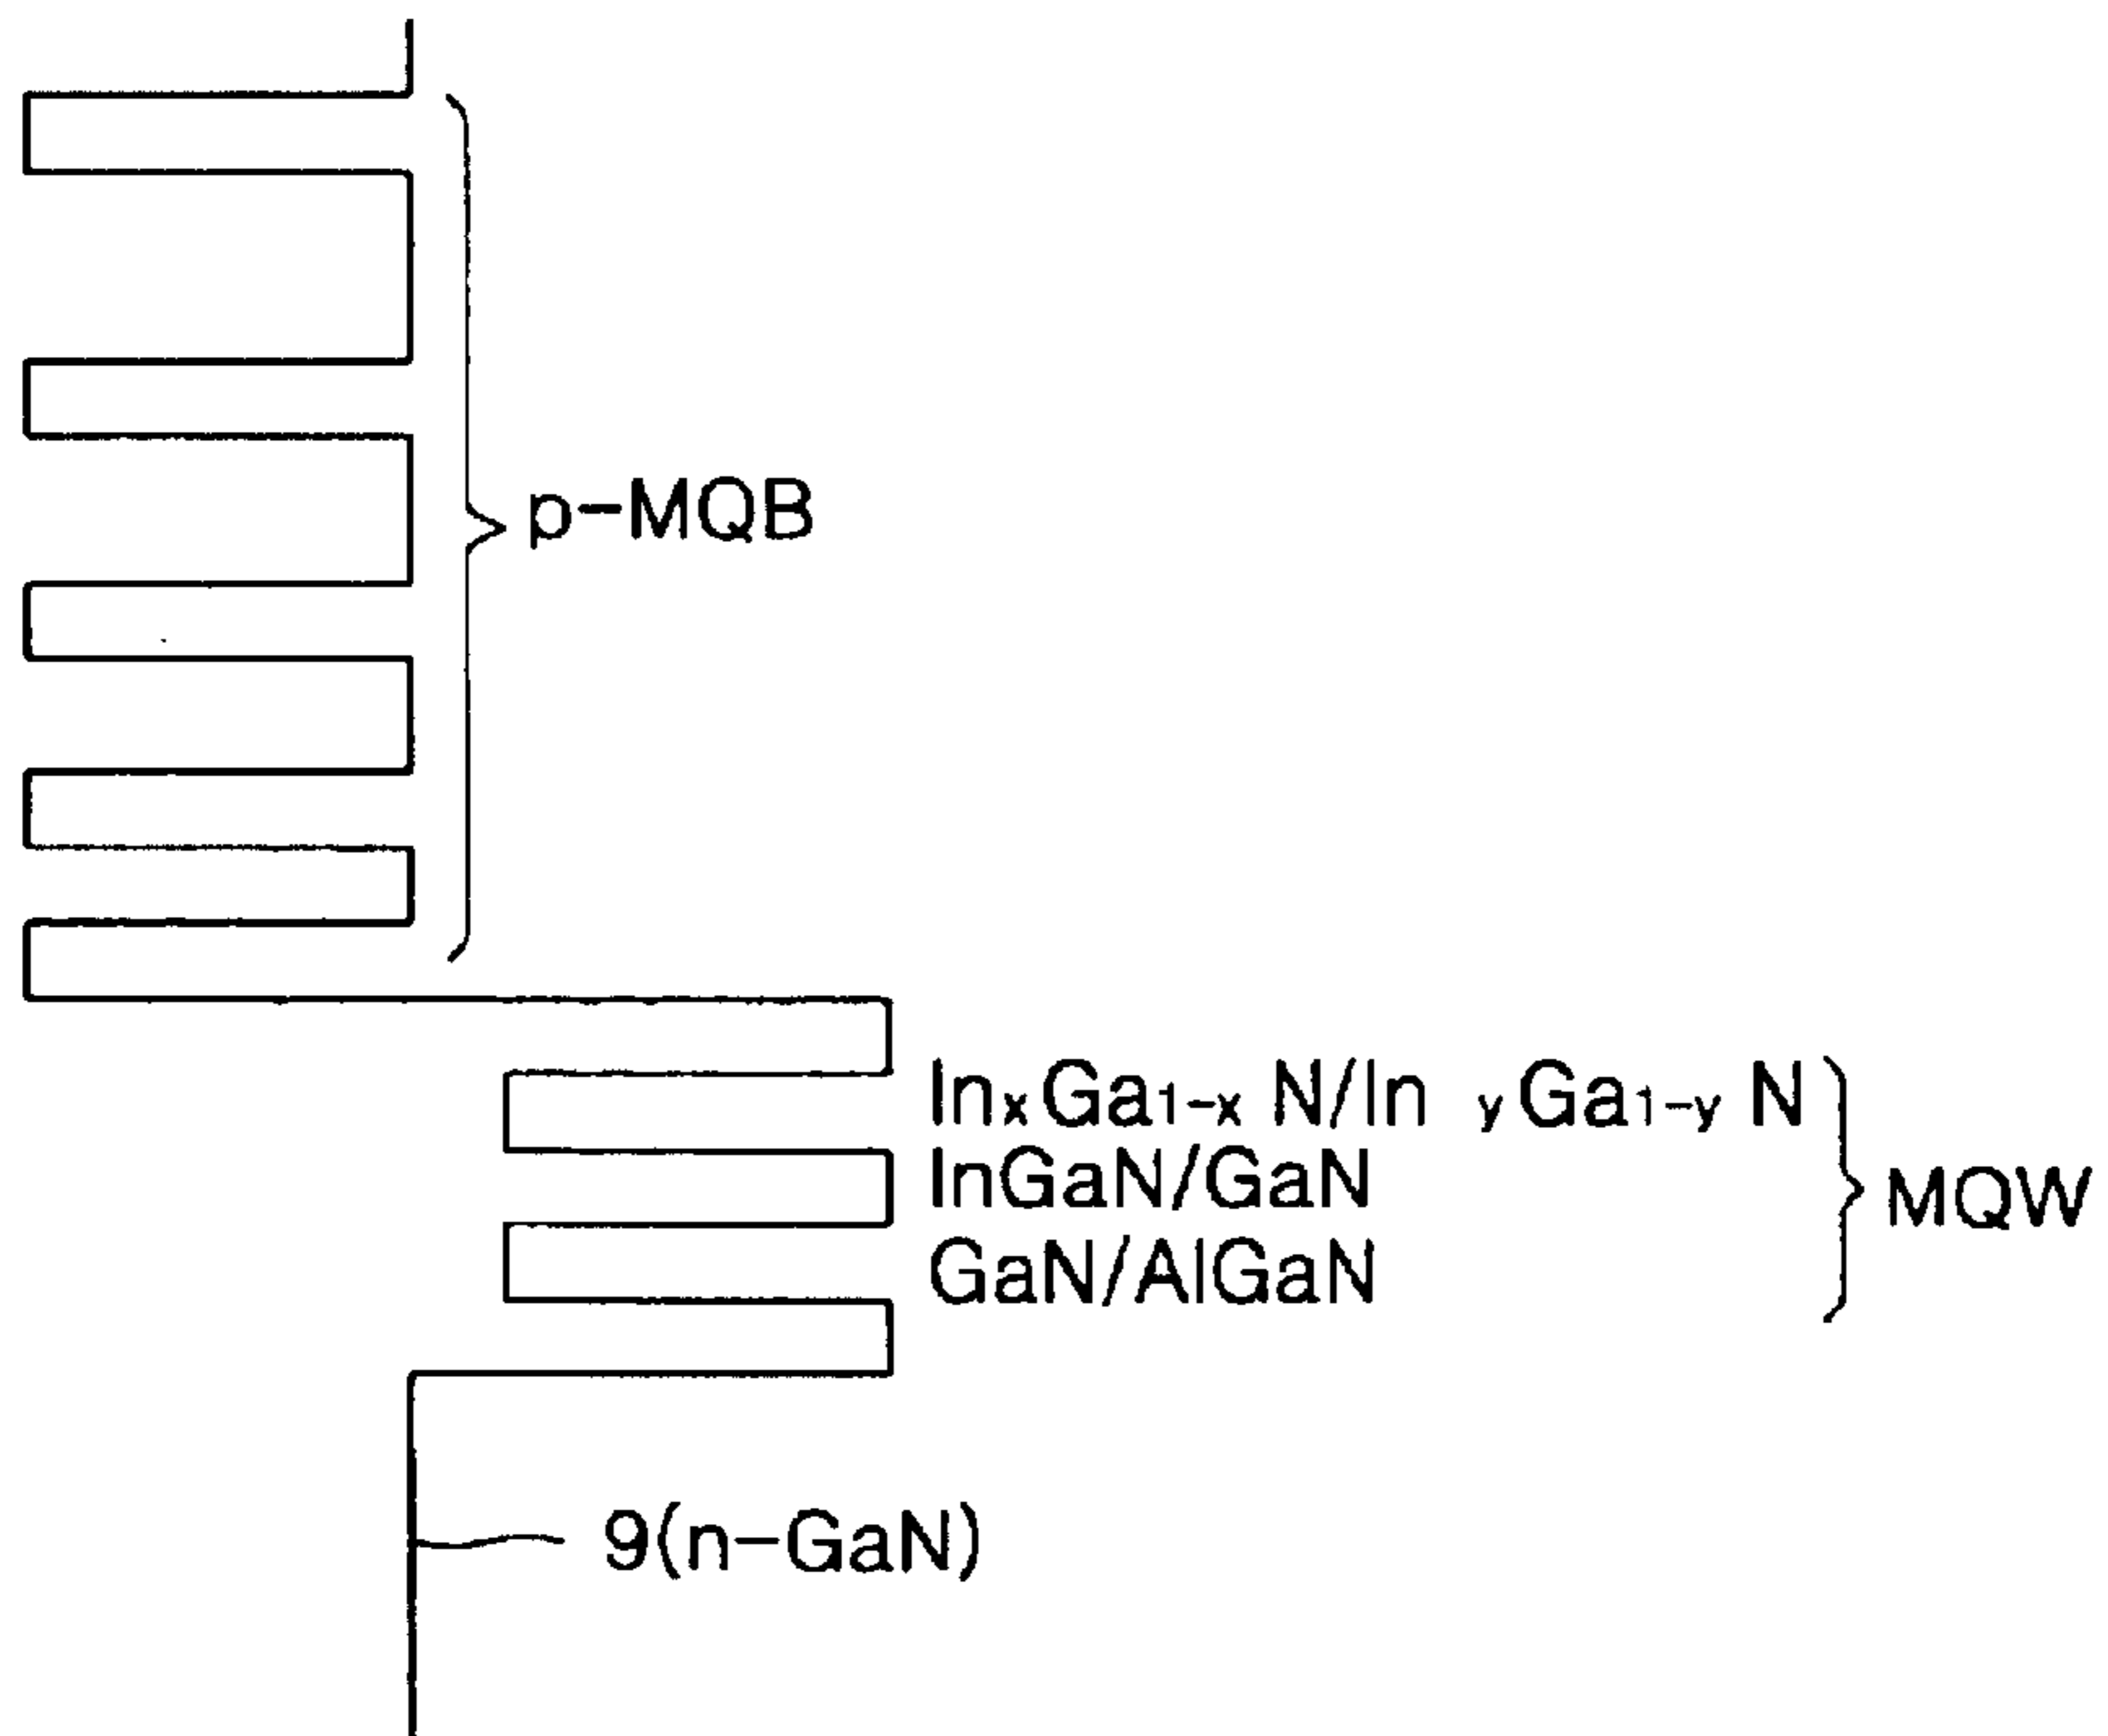 p-MQB
InxGa1-x N/In yGa1-y N
InGaN/GaN
GaN/AlGaN
MQW
9(n-GaN)